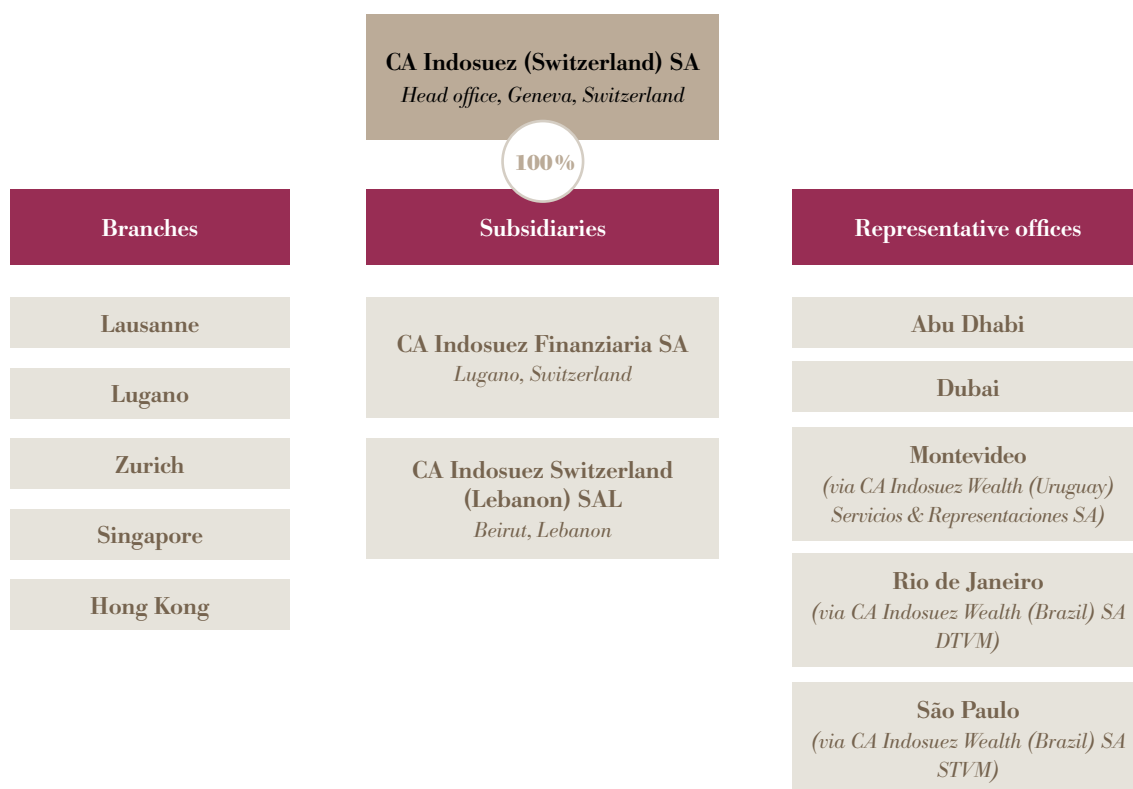 CA Indosuez (Switzerland) SA
Head office, Geneva, Switzerland
100%
Branches
Lausanne
Lugano
Zurich
Singapore
Hong Kong
Subsidiaries
CA Indosuez Finanziaria SA
Lugano, Switzerland
CA Indosuez Switzerland
(Lebanon) SAL
Beirut, Lebanon
Representative offices
Abu Dhabi
Dubai
Montevideo
(via CA Indosuez Wealth (Uruguay)
Servicios & Representaciones SA)
Rio de Janeiro
(via CA Indosuez Wealth (Brazil) SA
DTVM)
São Paulo
(via CA Indosuez Wealth (Brazil) SA
STVM)